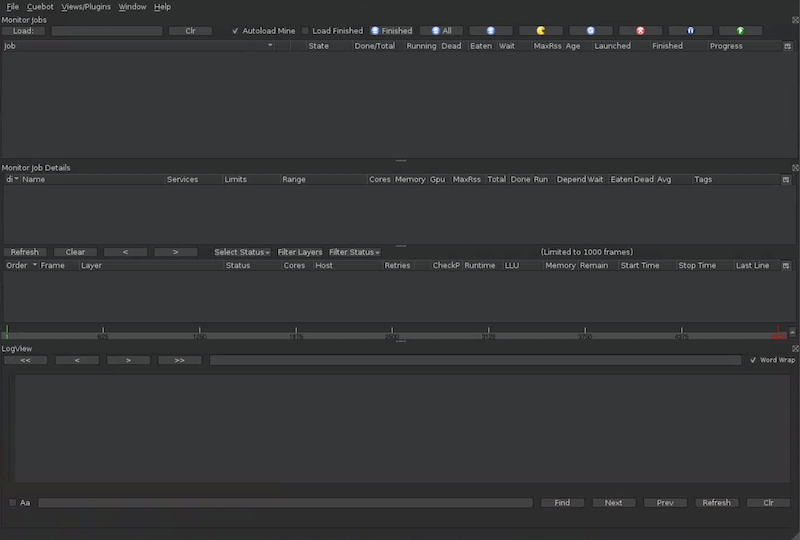 File Cuebot Views/Plugins Window Help
Monitor Jobs
Load: Clr Autoload Mine Load Finished Finished All
Job State Done/Total Running Dead Eaten Wait MaxRss Age Launched Finished Progress
Monitor Job Details
di Name Services Limits Range Cores Memory Gpu MaxRss Total Done Run Depend Wait Eaten Dead Avg Tags
Refresh Clear < > Select Status Filter Layers Filter Status (Limited to 1000 frames)
Order Frame Layer Status Cores Host Retries CheckP Runtime LLU Memory Remain Start Time Stop Time Last Line
LogView
<< < > >> Word Wrap
Aa Find Next Prev Refresh Clr